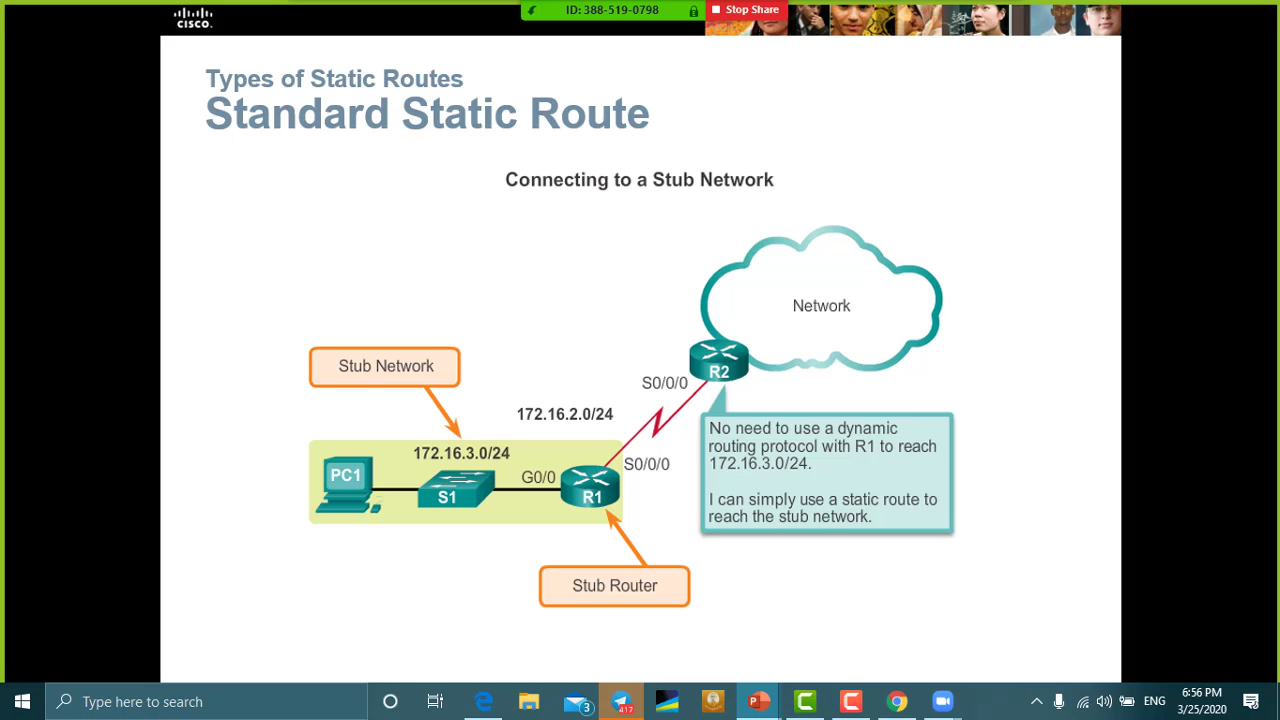 CISCO.
ID: 388-519-0798
Stop Share
Types of Static Routes
Standard Static Route
Connecting to a Stub Network
Network
Stub Network
R2
S0/0/0
172.16.2.0/24
No need to use a dynamic
routing protocol with R1 to reach
172.16.3.0/24.
I can simply use a static route to
reach the stub network.
172.16.3.0/24
S0/0/0
PC1
G0/0
S1
R1
Stub Router
Type here to search
3
417
ENG
6:56 PM
3/25/2020